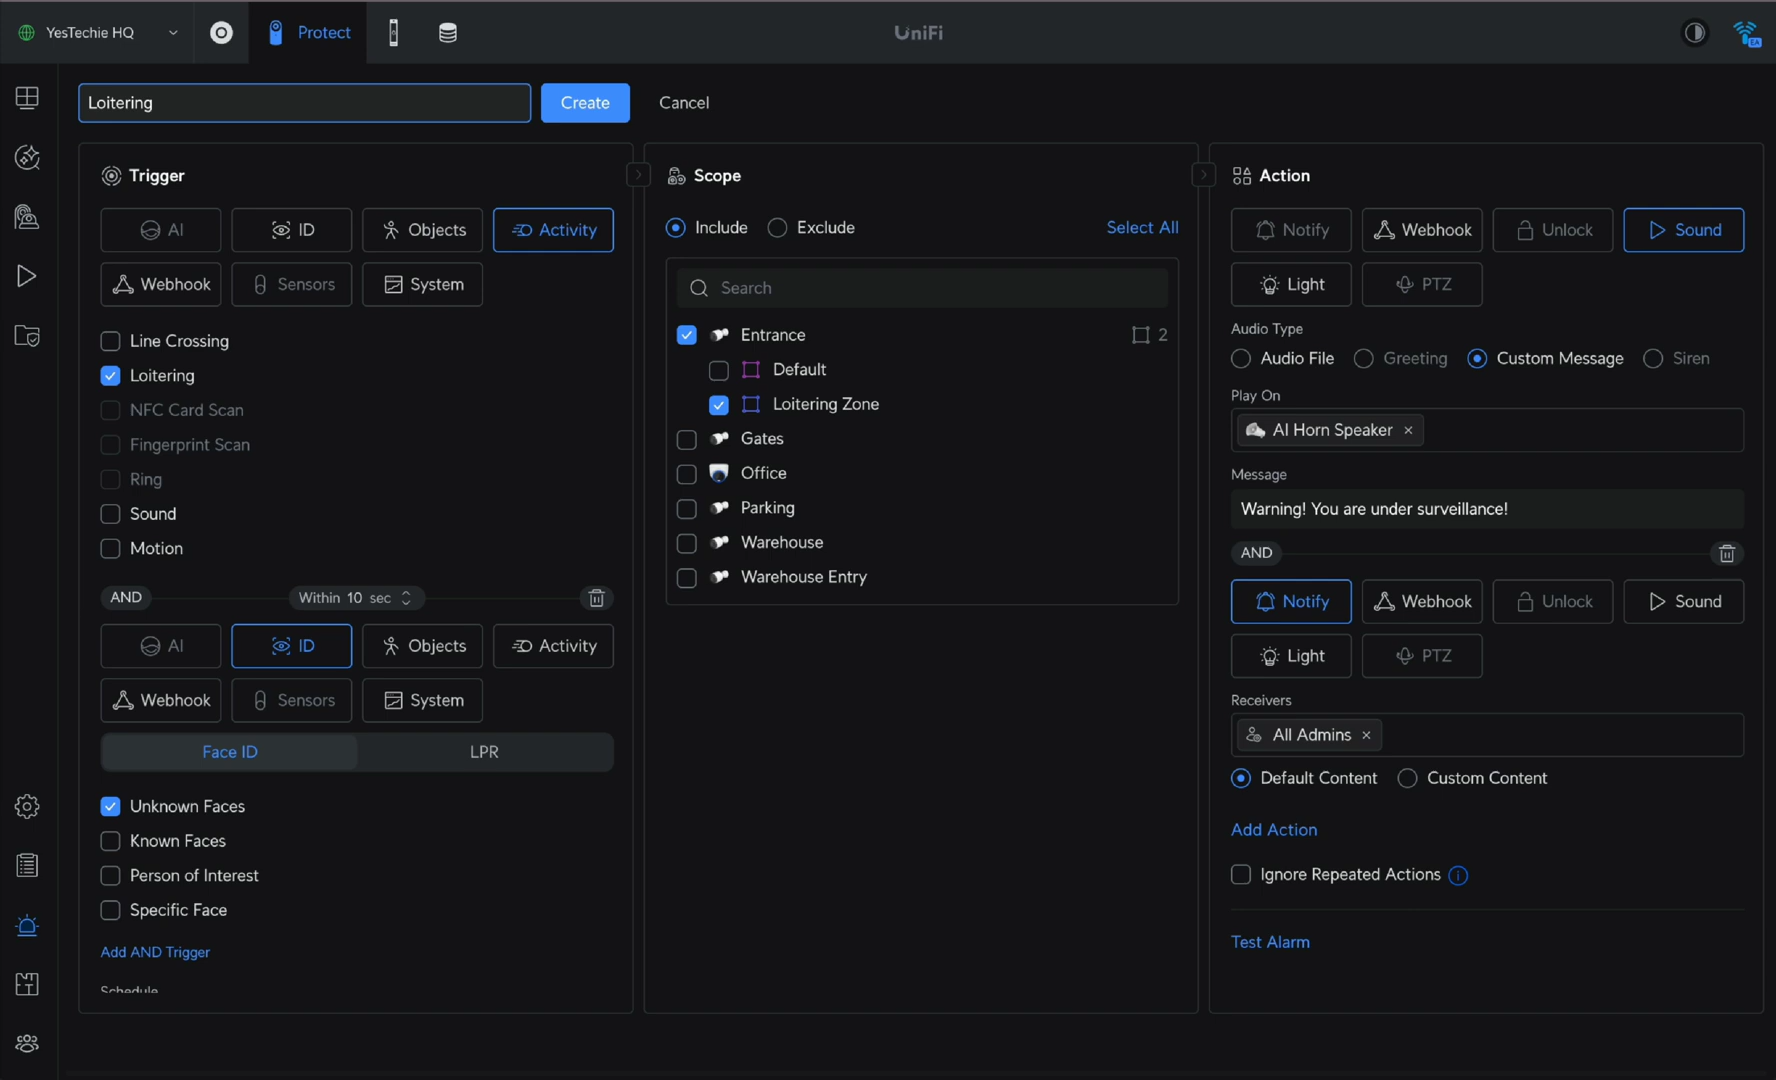 YesTechie HQ
Protect
UniFi
EA
Loitering
Create
Cancel
Trigger
AI
ID
Objects
Activity
Webhook
Sensors
System
Line Crossing
Loitering
NFC Card Scan
Fingerprint Scan
Ring
Sound
Motion
AND
Within 10 sec
AI
ID
Objects
Activity
Webhook
Sensors
System
Face ID
LPR
Unknown Faces
Known Faces
Person of Interest
Specific Face
Add AND Trigger
Schedule
Scope
Include
Exclude
Select All
Search
Entrance
2
Default
Loitering Zone
Gates
Office
Parking
Warehouse
Warehouse Entry
Action
Notify
Webhook
Unlock
Sound
Light
PTZ
Audio Type
Audio File
Greeting
Custom Message
Siren
Play On
AI Horn Speaker
Message
Warning! You are under surveillance!
AND
Notify
Webhook
Unlock
Sound
Light
PTZ
Receivers
All Admins
Default Content
Custom Content
Add Action
Ignore Repeated Actions
Test Alarm